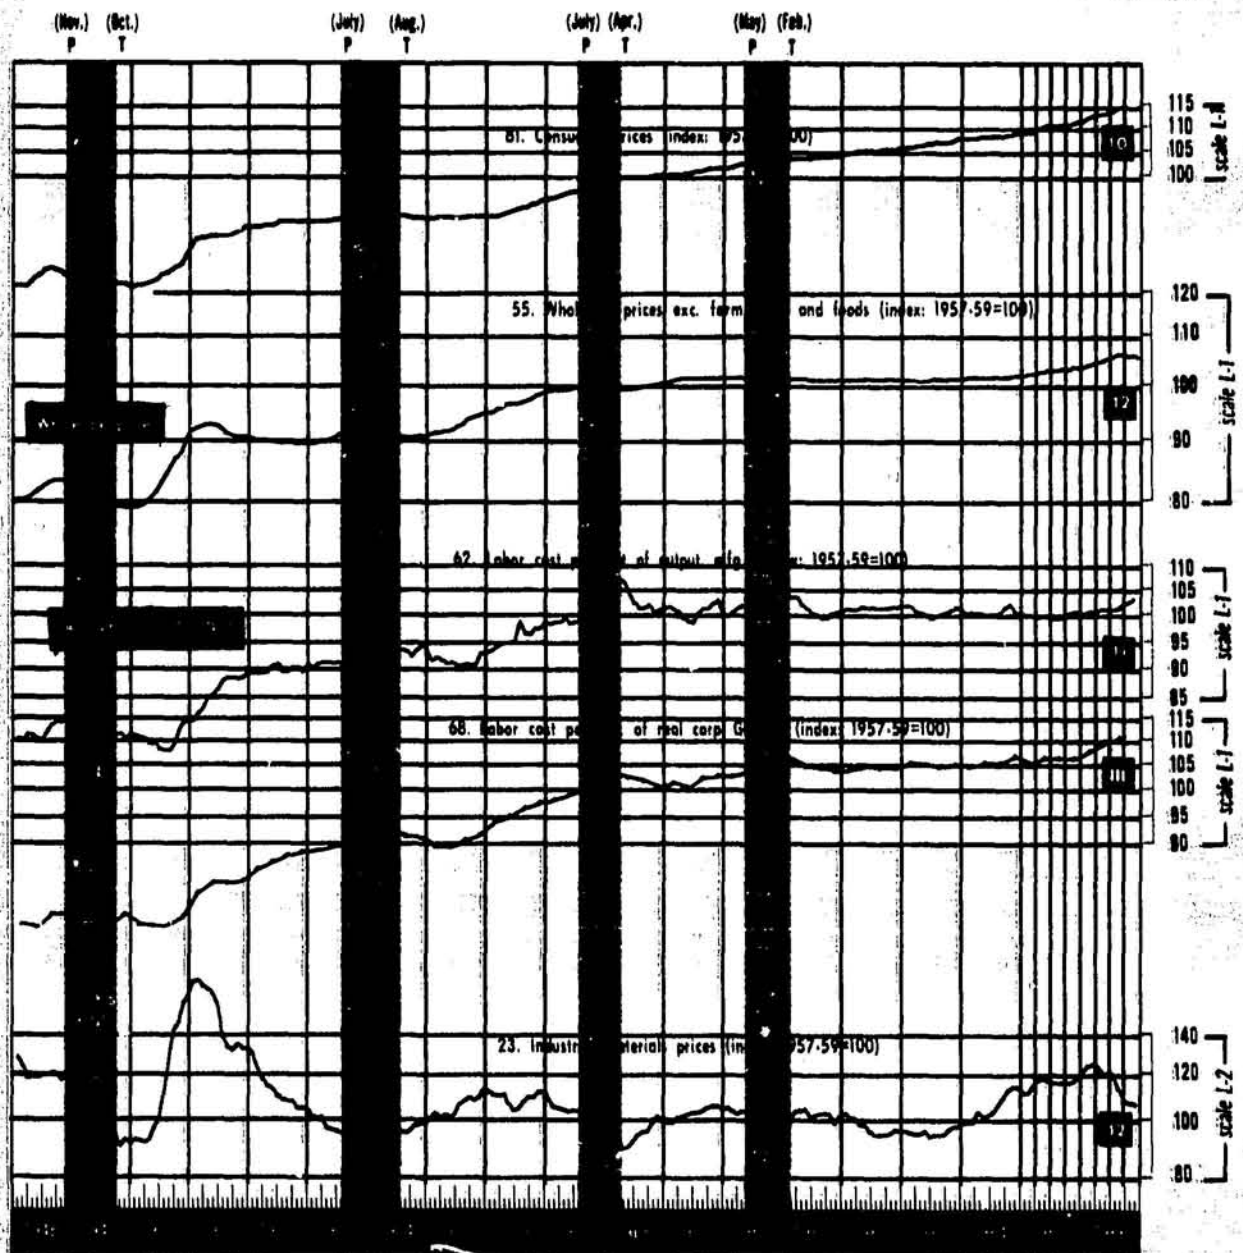 (Nov.) (Oct.) (July) (Aug.) (July) (Apr.) (May) (Feb.)
P T P T P T P T
81. Consu rices index: 195 00)
115
110
105
100
scale L-N
10
55. Whol prices exc. farm and foods (index: 1957-59=100)
120
110
100
90
80
scale L-1
12
62. Labor cost p t of output mfg : 1957-59=100)
110
105
100
95
90
85
scale L-1
68. Labor cost pe of real corp G (index: 1957-59=100)
115
110
105
100
95
90
scale L-1
III
23. Industr aterials prices (in 957-59=100)
140
120
100
80
scale L-2
12